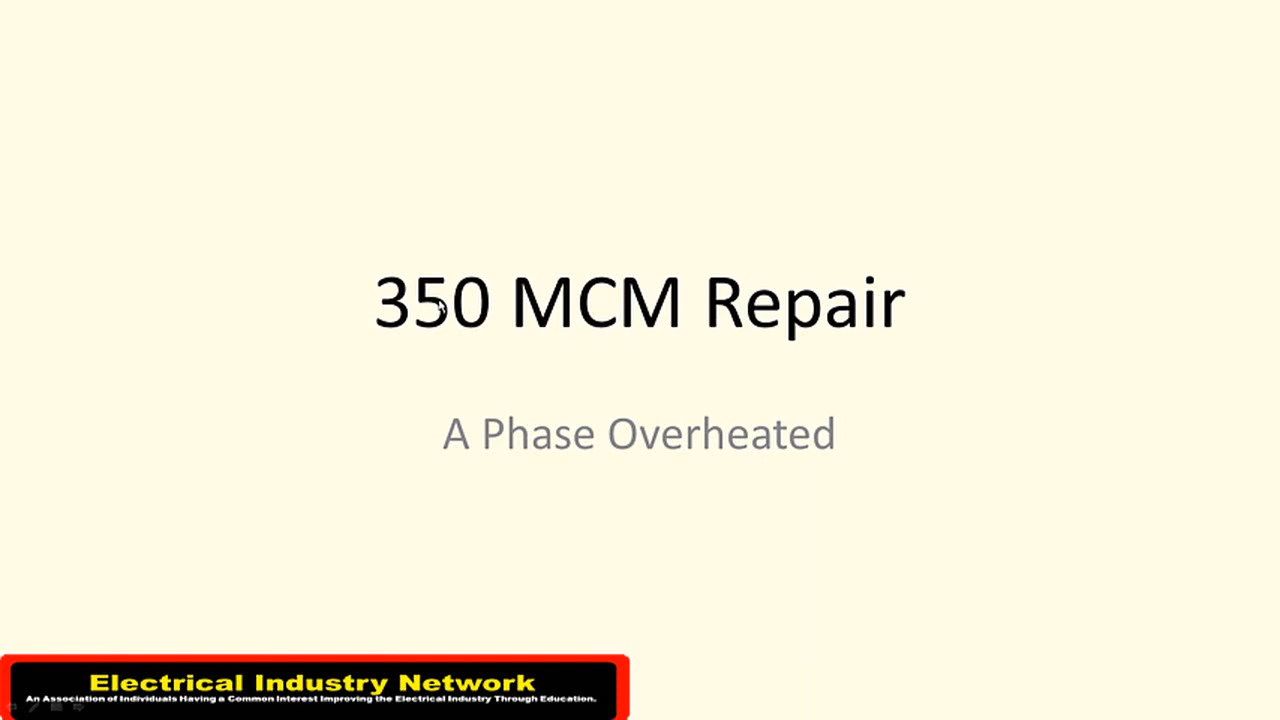 350 MCM Repair
A Phase Overheated
Electrical Industry Network
An Association of Individuals Having a Common Interest Improving the Electrical Industry Through Education.